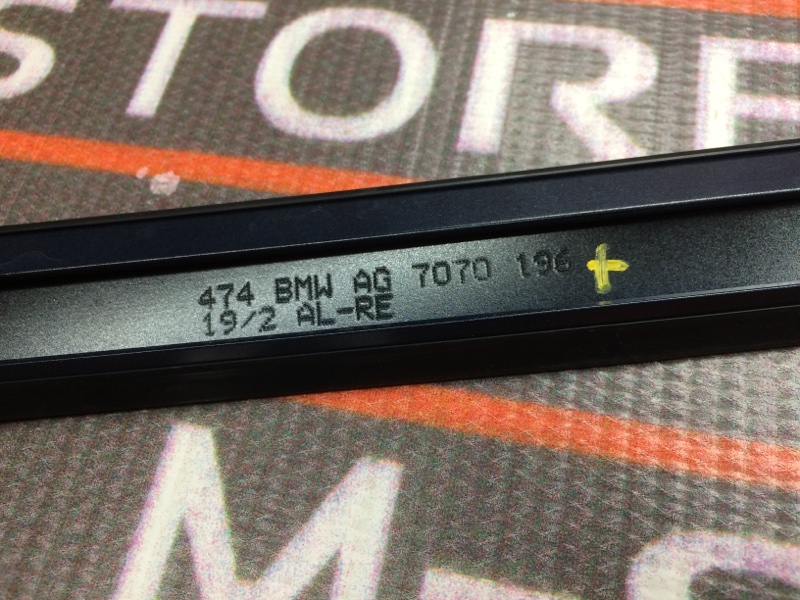 STORE
474 BMW AG 7070 196
19/2 AL-RE
M-S